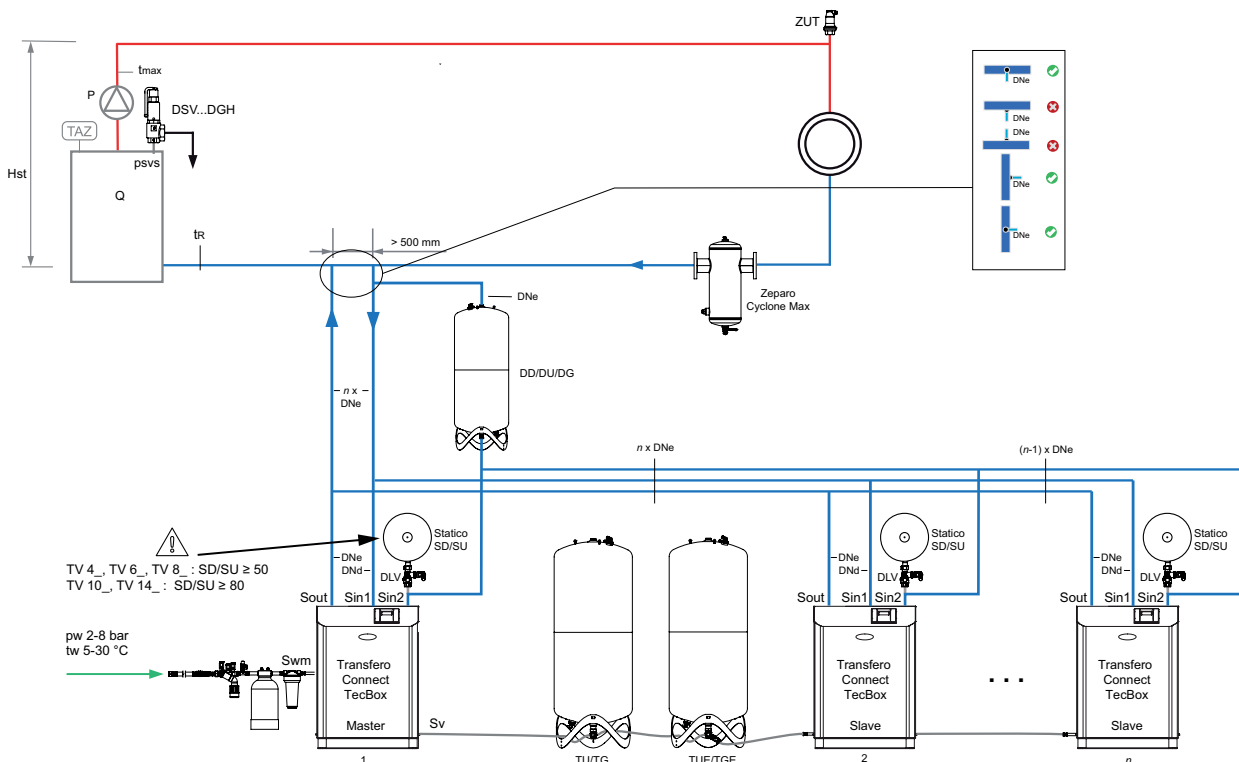 ZUT
tmax
P
DSV...DGH
TAZ
psvs
Hst
Q
DNe
DNe
DNe
DNe
DNe
tR
> 500 mm
Zeparo
Cyclone Max
DNe
DD/DU/DG
n x
DNe
n x DNe
(n-1) x DNe
Statico
SD/SU
Statico
SD/SU
Statico
SD/SU
TV 4_, TV 6_, TV 8_ : SD/SU ≥ 50
TV 10_, TV 14_ : SD/SU ≥ 80
DNe
DNd
DLV
DNe
DNd
DLV
DNe
DNd
DLV
Sout Sin1 Sin2
Sout Sin1 Sin2
Sout Sin1 Sin2
pw 2-8 bar
tw 5-30 °C
Swm
Transfero
Connect
TecBox
Master
Sv
Transfero
Connect
TecBox
Slave
...
Transfero
Connect
TecBox
Slave
1
TU/TG
TUE/TGE
2
n